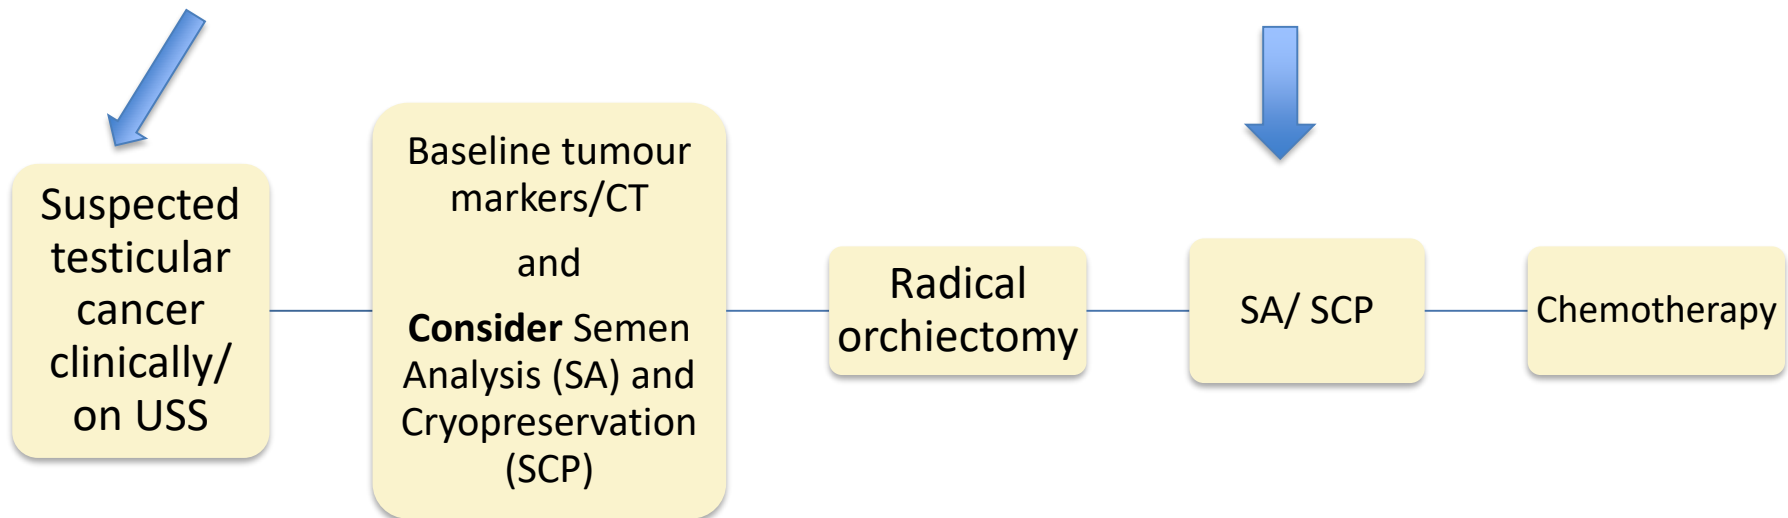 Suspected
testicular
cancer
clinically/
on USS
Baseline tumour
markers/CT
and
Consider Semen
Analysis (SA) and
Cryopreservation
(SCP)
Radical
orchiectomy
SA/ SCP
Chemotherapy